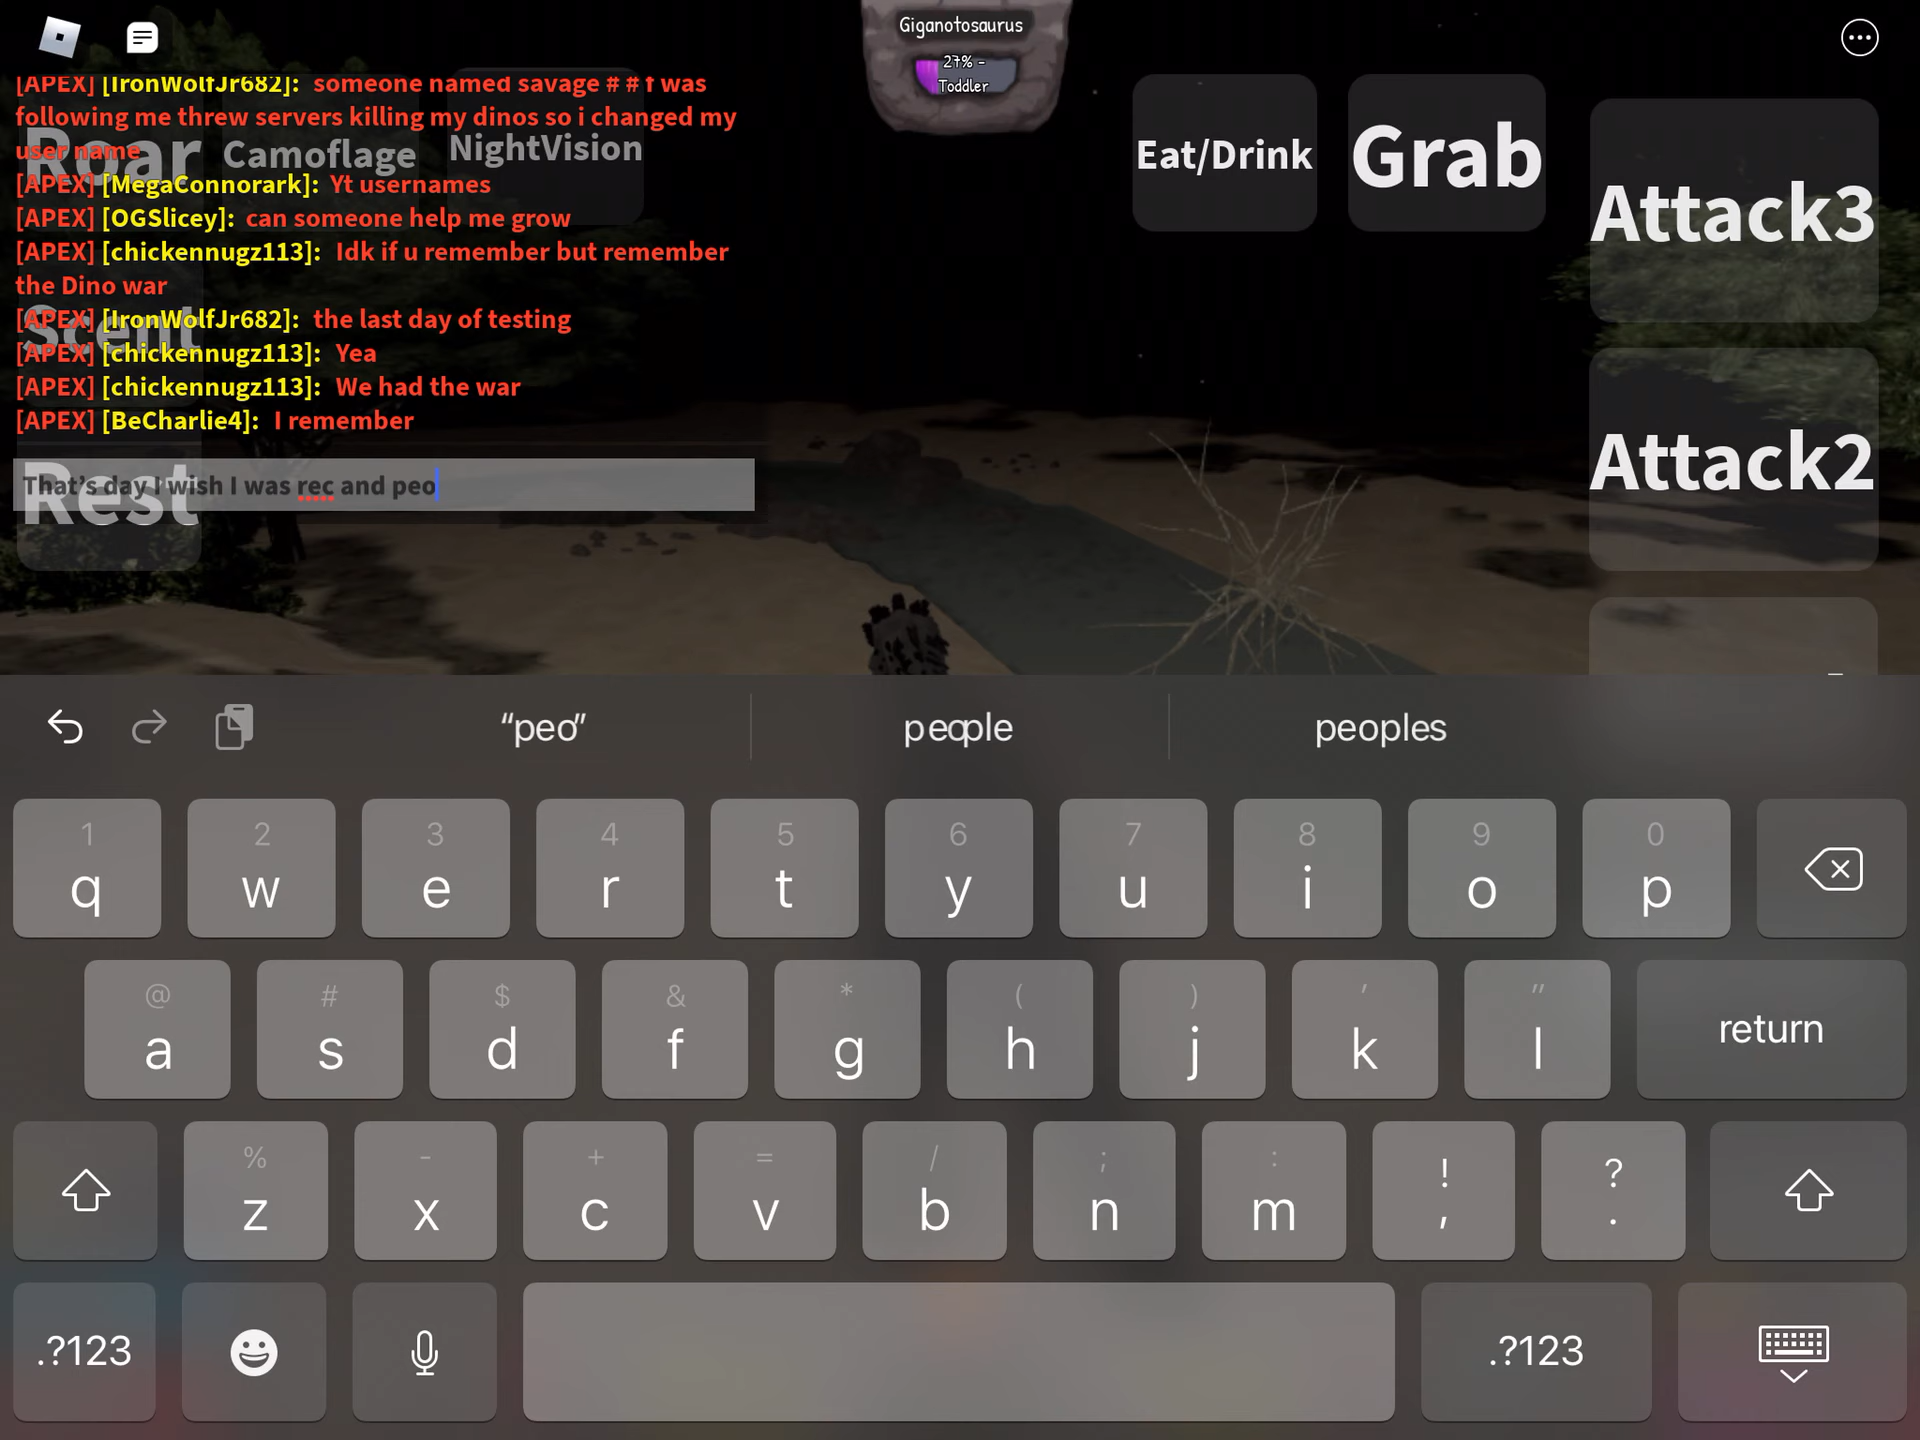 Giganotosaurus
27% -
Toddler
[APEX] [IronWolfJr682]: someone named savage # # f was
following me threw servers killing my dinos so i changed my
user name
[APEX] [MegaConnorark]: Yt usernames
[APEX] [OGSlicey]: can someone help me grow
[APEX] [chickennugz113]: Idk if u remember but remember
the Dino war
[APEX] [IronWolfJr682]: the last day of testing
[APEX] [chickennugz113]: Yea
[APEX] [chickennugz113]: We had the war
[APEX] [BeCharlie4]: I remember
That's day I wish I was rec and peo
Roar Camoflage NightVision
Scent
Rest
Eat/Drink Grab
Attack3
Attack2
“peo” people peoples
1 2 3 4 5 6 7 8 9 0
q w e r t y u i o p
@ # $ & * ( ) ' "
a s d f g h j k l return
% - + = / ; : ! ?
z x c v b n m , .
.?123 .?123